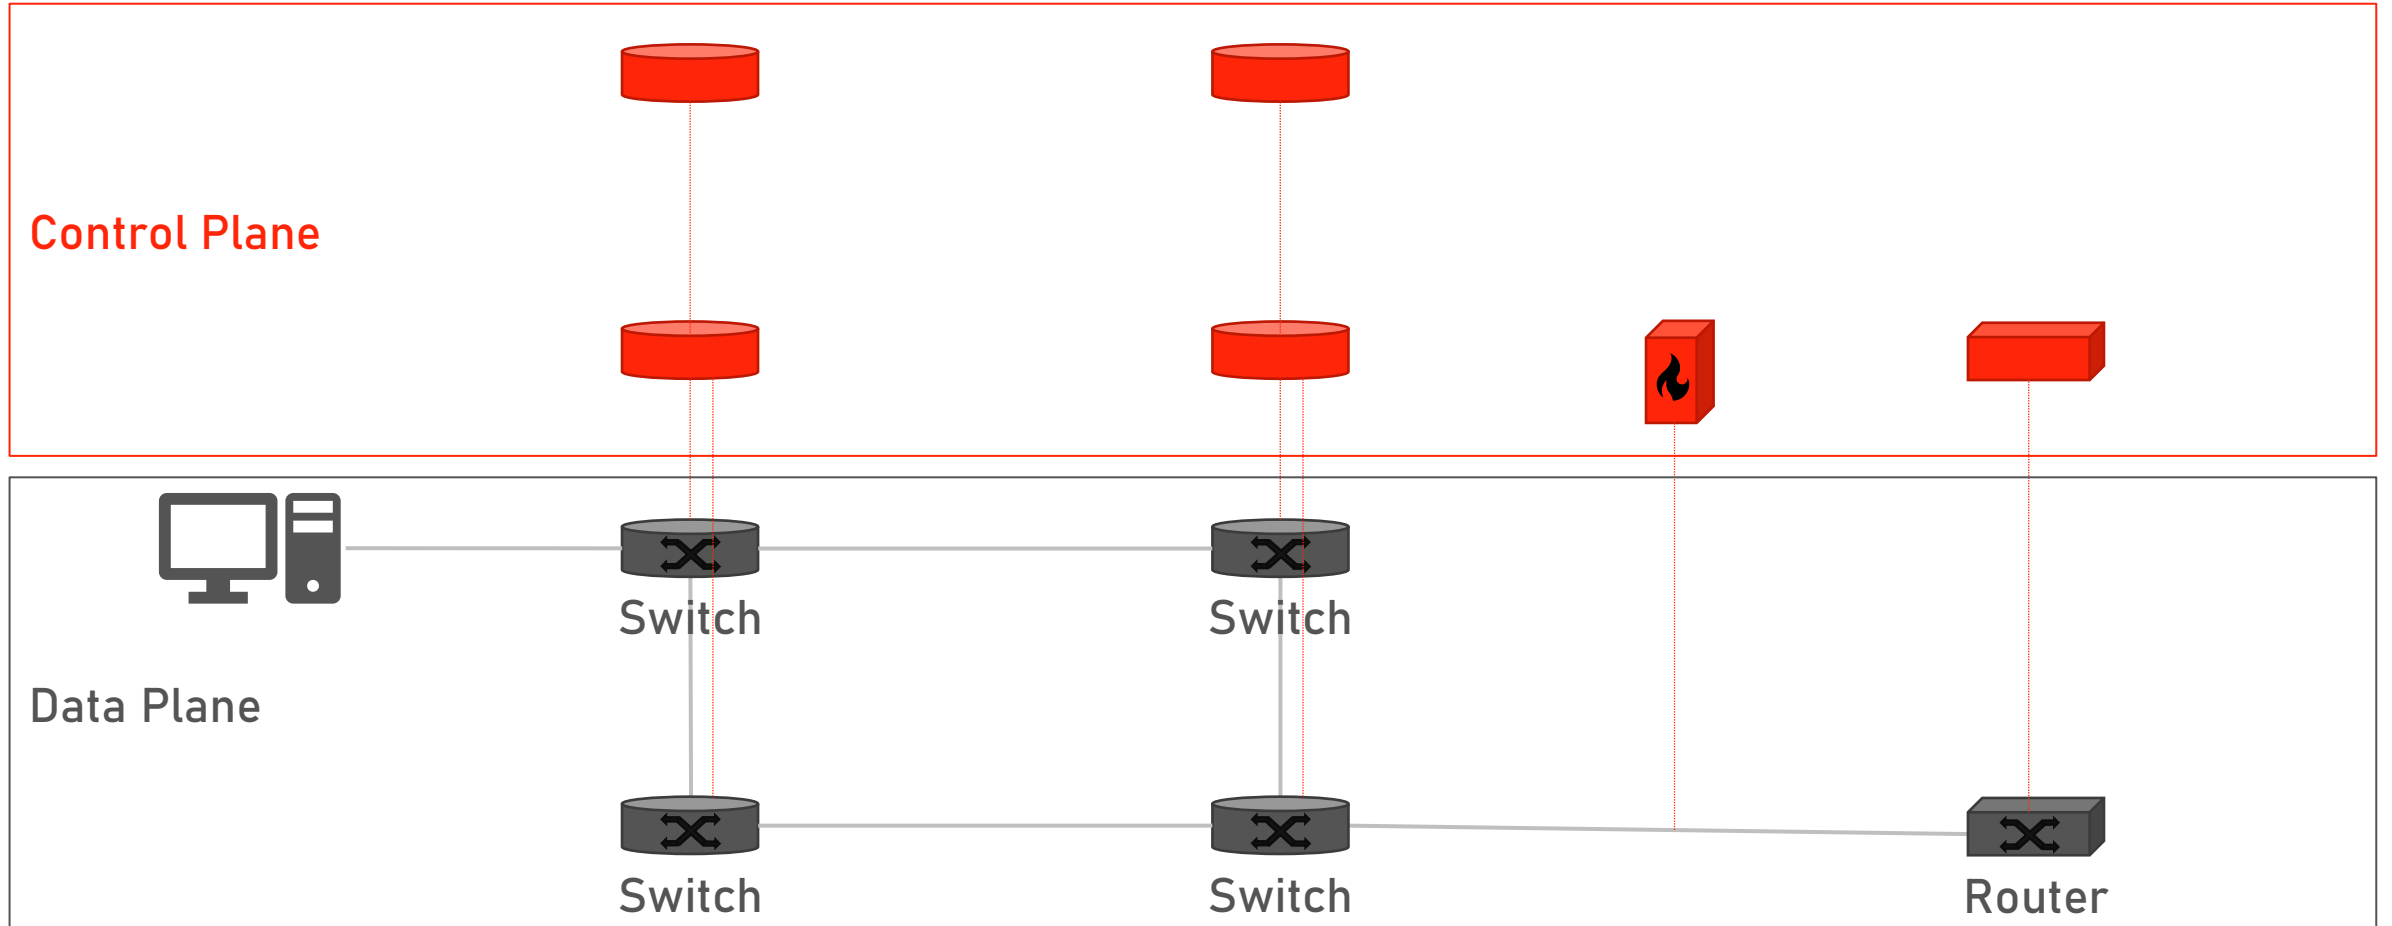 Control Plane
Switch
Switch
Data Plane
Switch
Switch
Router